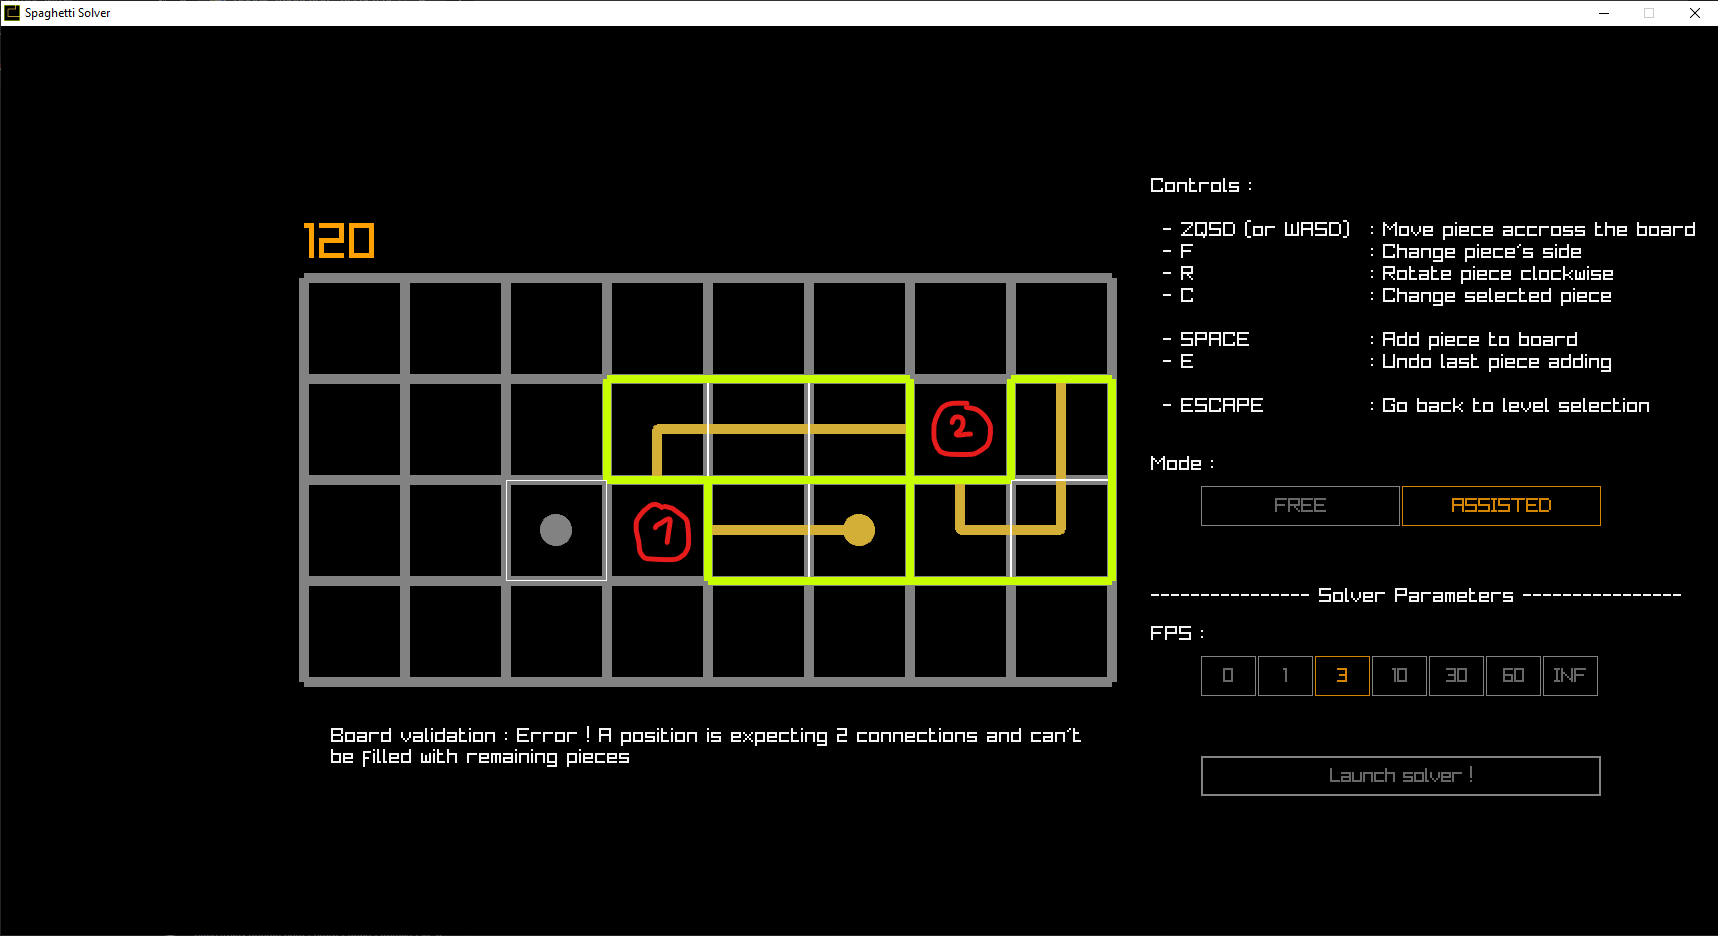 Spaghetti Solver
120
Controls :
- ZQSD (or WASD) : Move piece accross the board
- F : Change piece's side
- R : Rotate piece clockwise
- C : Change selected piece
- SPACE : Add piece to board
- E : Undo last piece adding
- ESCAPE : Go back to level selection
2
Mode :
FREE ASSISTED
1
---------------- Solver Parameters ----------------
FPS :
0 1 3 10 30 60 INF
Board validation : Error ! A position is expecting 2 connections and can't
be filled with remaining pieces
Launch solver !